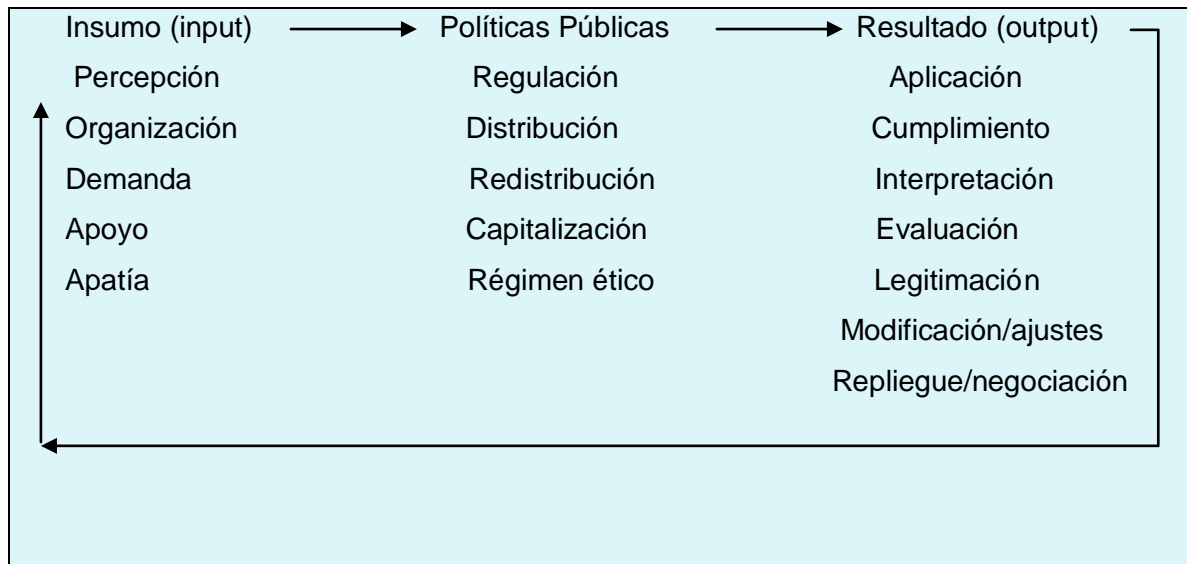 Insumo (input) Políticas Públicas Resultado (output)
Percepción Regulación Aplicación
Organización Distribución Cumplimiento
Demanda Redistribución Interpretación
Apoyo Capitalización Evaluación
Apatía Régimen ético Legitimación
Modificación/ajustes
Repliegue/negociación